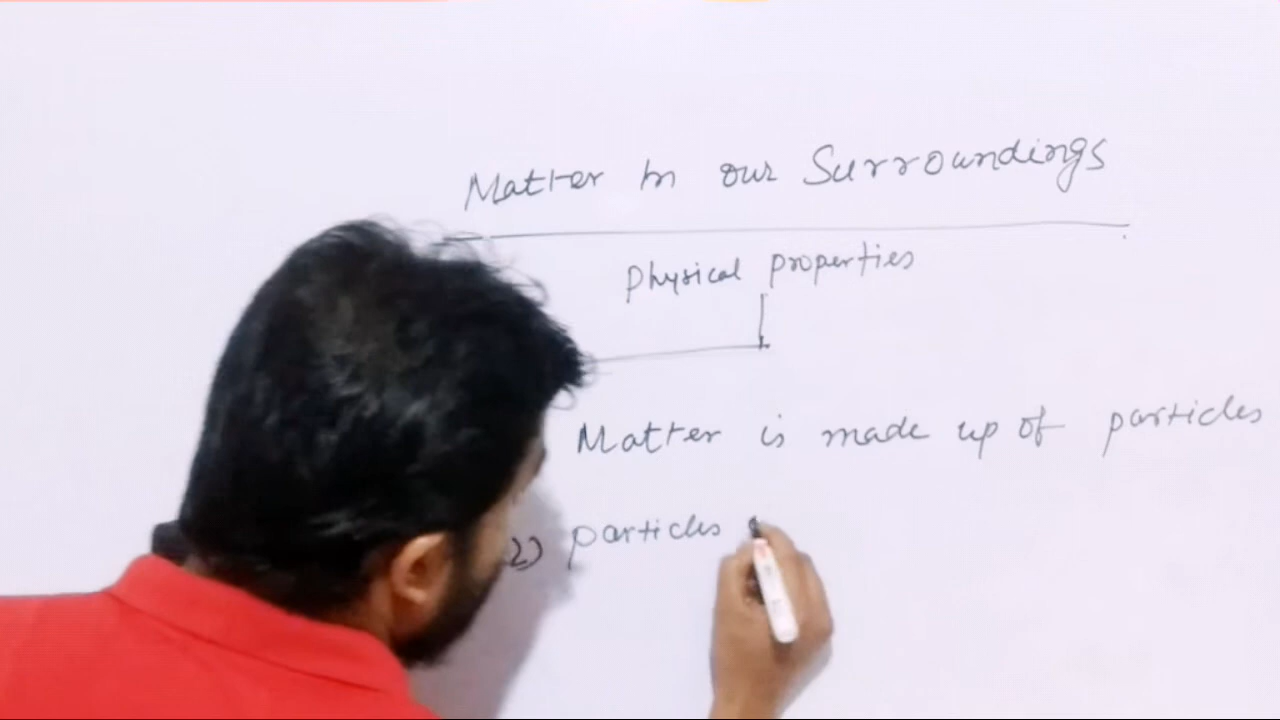 Matter In our Surroundings
Physical properties
Matter is made up of particles
2) particles